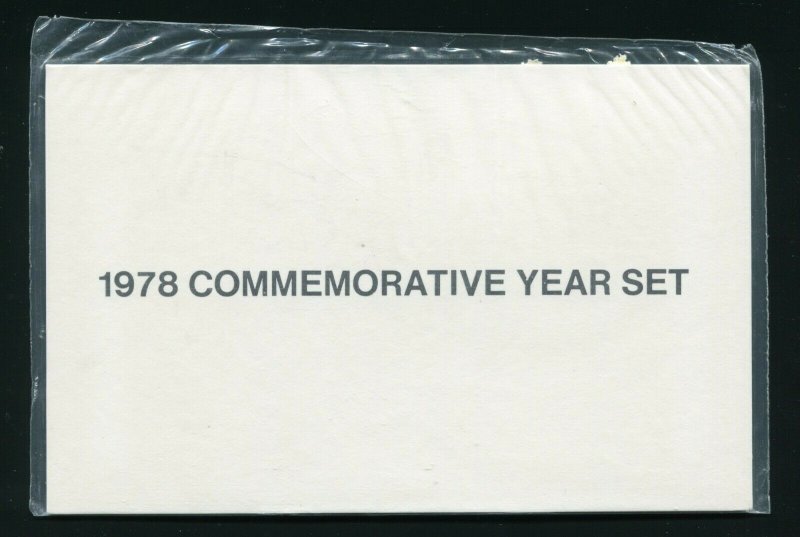 1978 COMMEMORATIVE YEAR SET